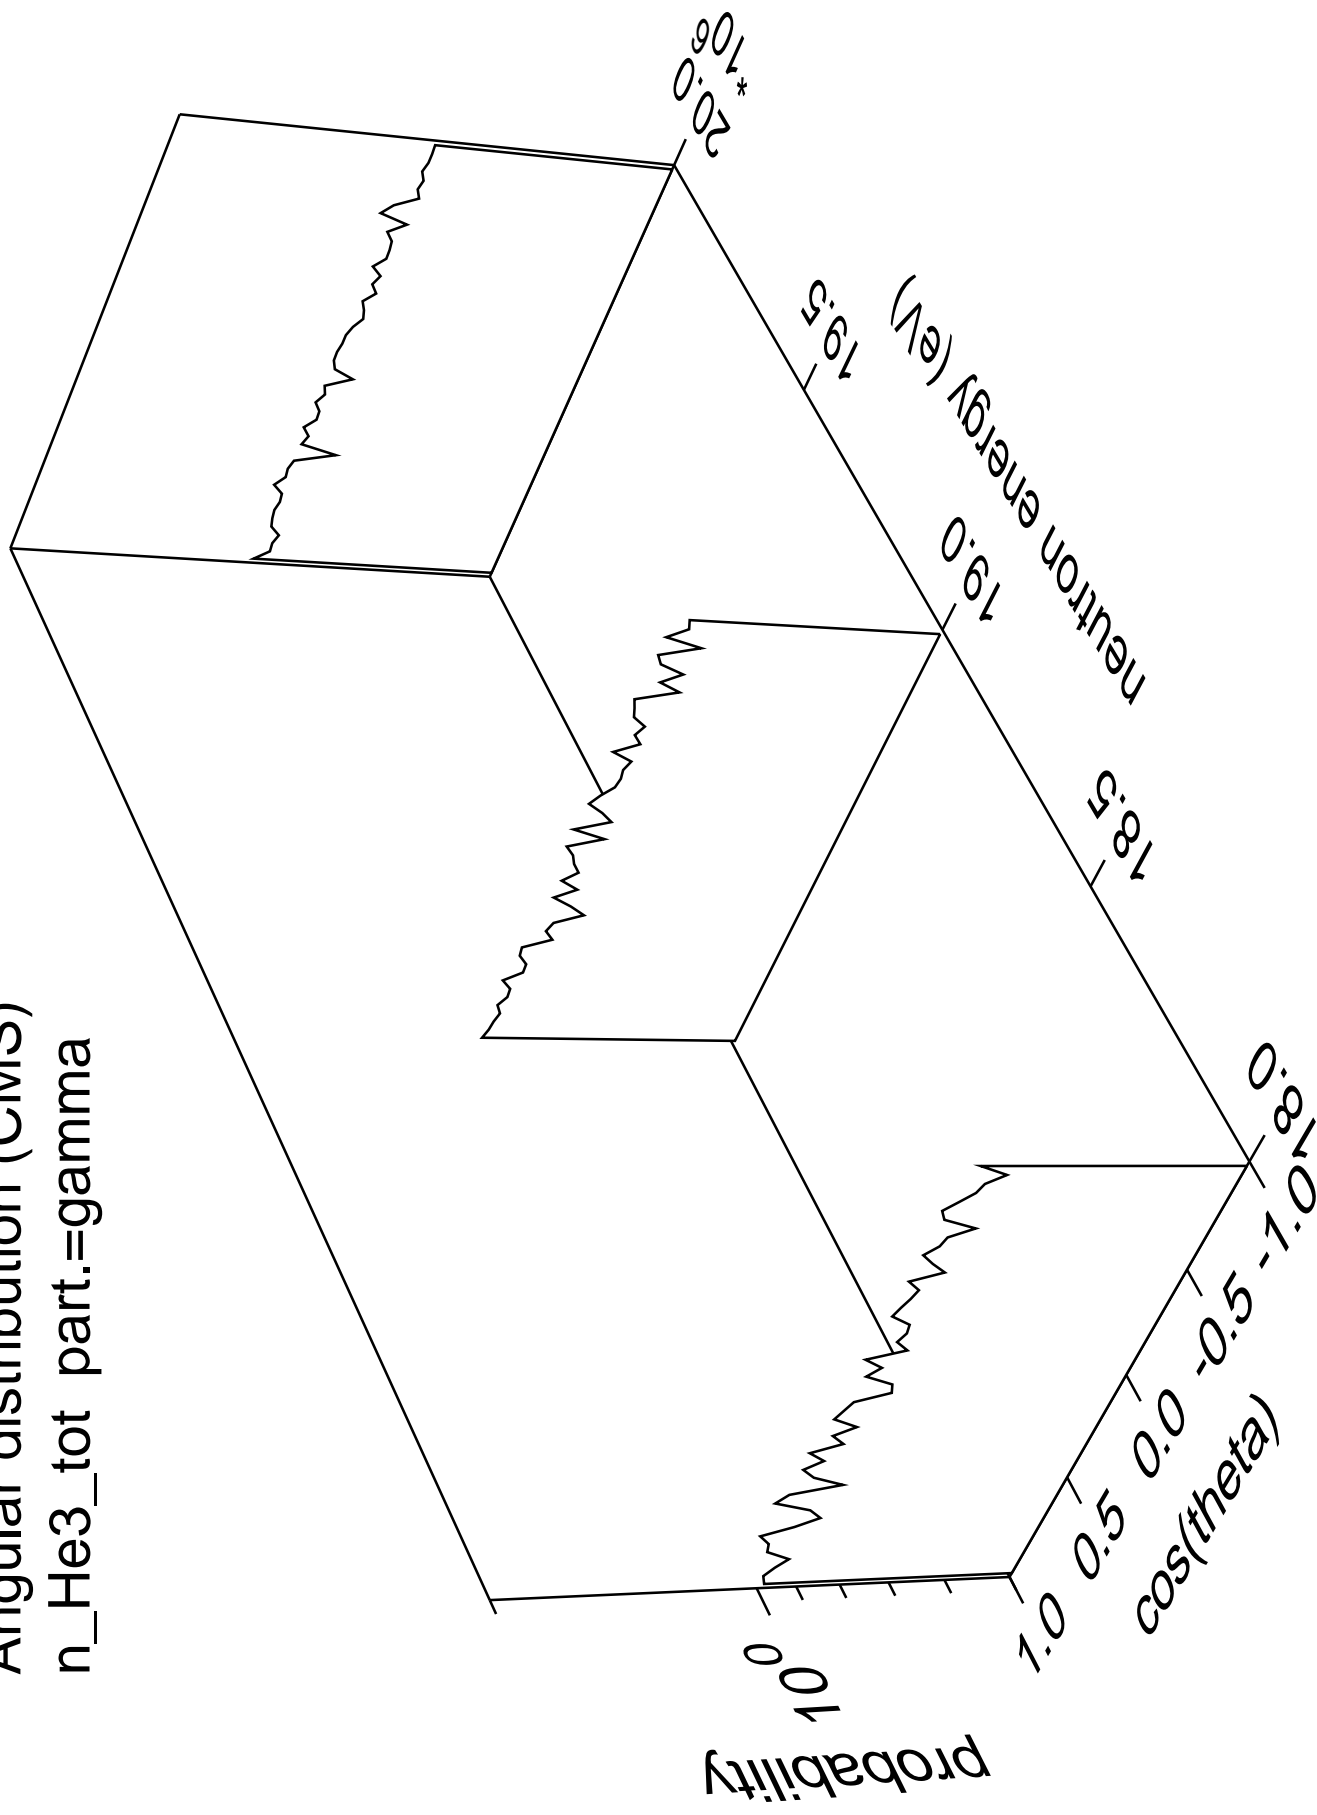 Angular distribution (CMS)
n_He3_tot part.=gamma
probability
10^0
1.0
0.5
0.0
-0.5
-1.0
cos(theta)
18.0
18.5
19.0
19.5
20.0
*10^6
neutron energy (eV)